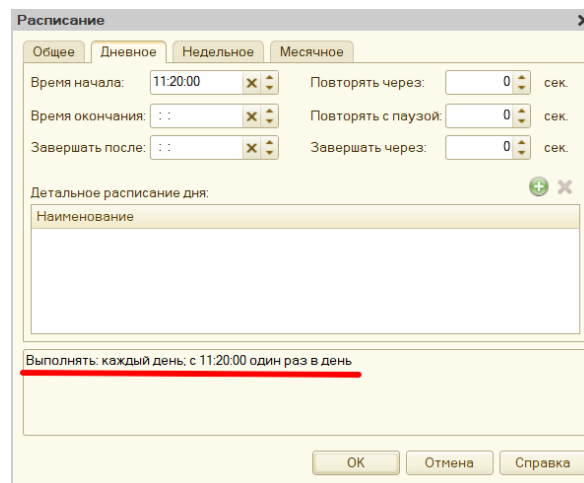 Расписание
Общее Дневное Недельное Месячное
Время начала: 11:20:00 Повторять через: 0 сек.
Время окончания: : : Повторять с паузой: 0 сек.
Завершать после: : : Завершать через: 0 сек.
Детальное расписание дня:
Наименование
Выполнять: каждый день; с 11:20:00 один раз в день
OK Отмена Справка